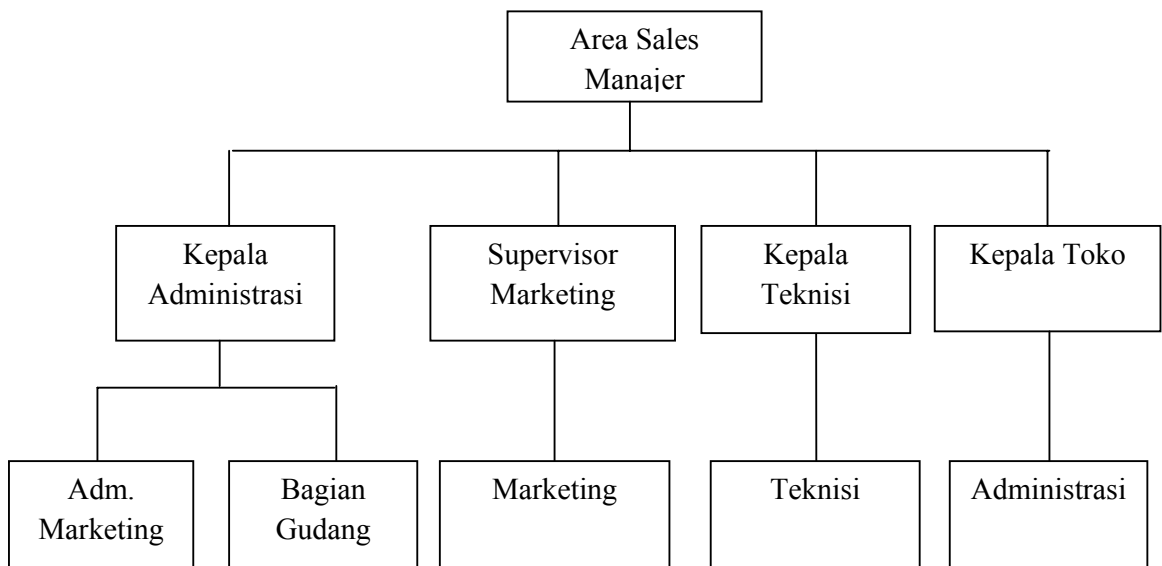 Area Sales
Manajer
Kepala
Administrasi
Supervisor
Marketing
Kepala
Teknisi
Kepala Toko
Adm.
Marketing
Bagian
Gudang
Marketing
Teknisi
Administrasi